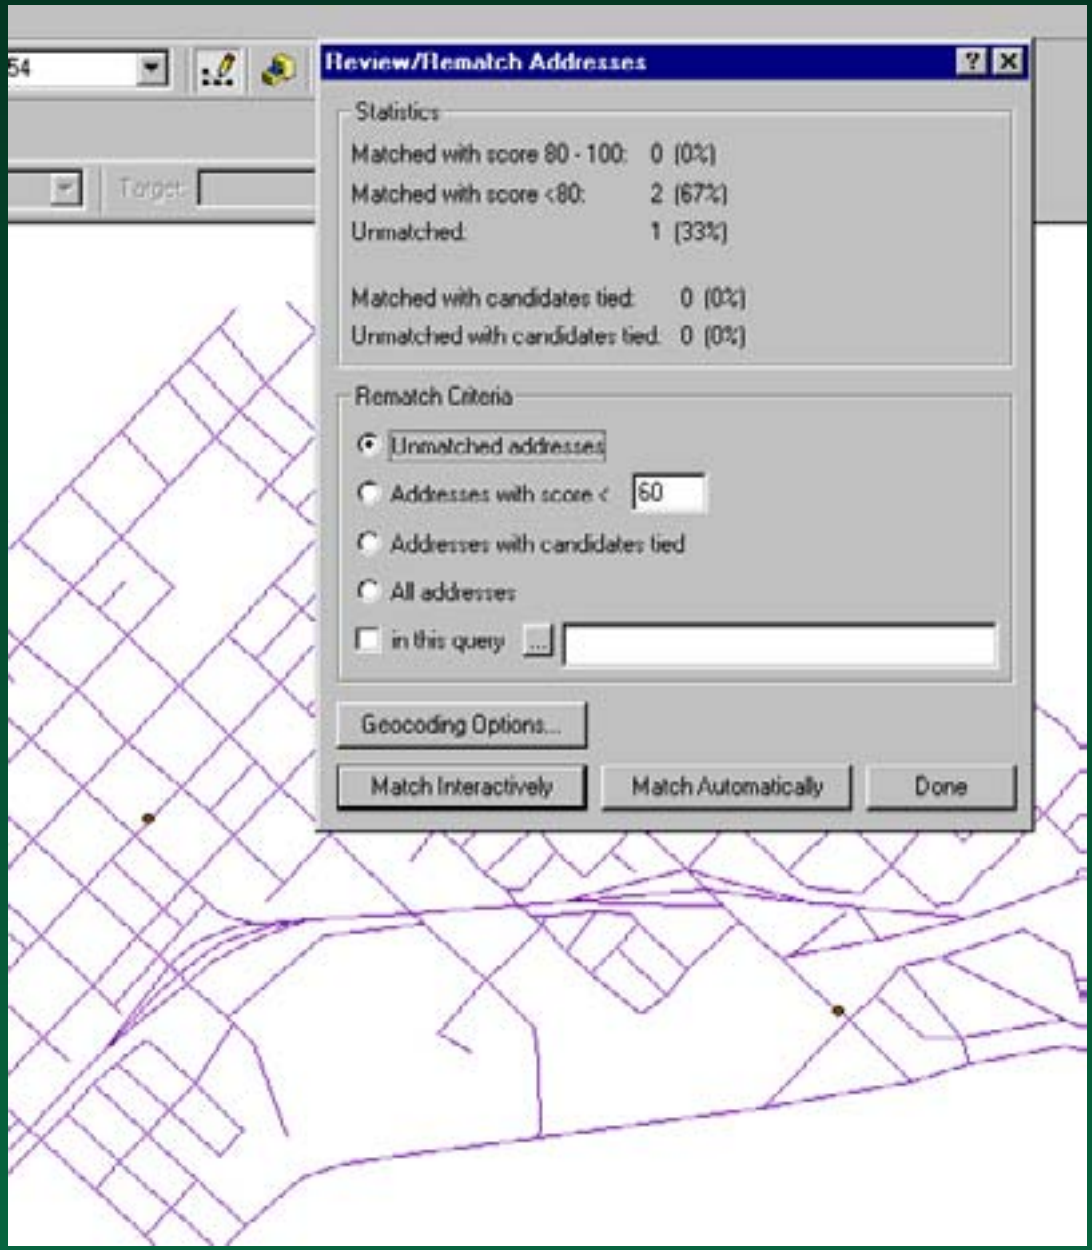 54
Review/Rematch Addresses
Target:
Statistics
Matched with score 80 - 100: 0 (0%)
Matched with score <80: 2 (67%)
Unmatched: 1 (33%)
Matched with candidates tied: 0 (0%)
Unmatched with candidates tied: 0 (0%)
Rematch Criteria
Unmatched addresses
Addresses with score < 60
Addresses with candidates tied
All addresses
in this query ...
Geocoding Options...
Match Interactively Match Automatically Done